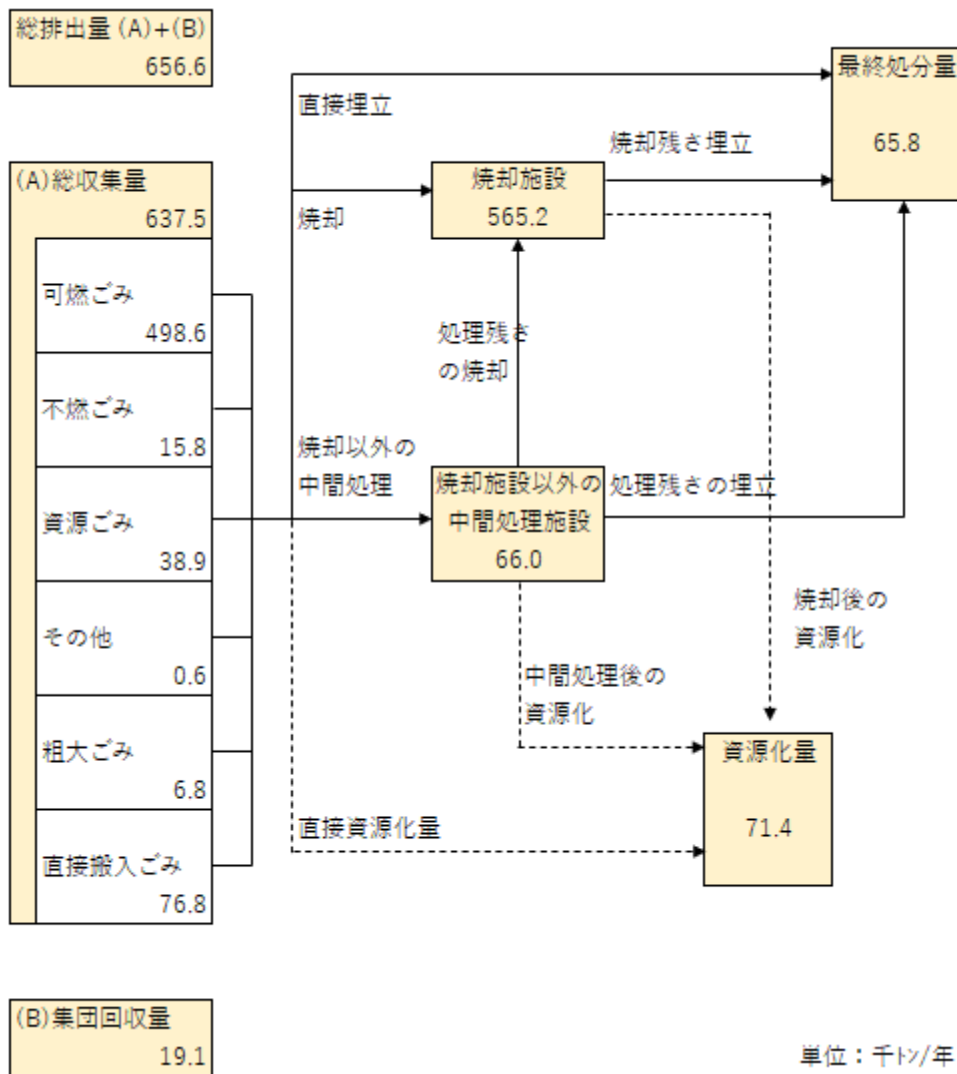 総排出量 (A)+(B)
656.6
(A)総収集量
637.5
可燃ごみ
498.6
不燃ごみ
15.8
資源ごみ
38.9
その他
0.6
粗大ごみ
6.8
直接搬入ごみ
76.8
(B)集団回収量
19.1
直接埋立
焼却
焼却以外の
中間処理
直接資源化量
焼却施設
565.2
処理残さ
の焼却
焼却施設以外の
中間処理施設
66.0
中間処理後の
資源化
焼却残さ埋立
処理残さの埋立
焼却後の
資源化
最終処分量
65.8
資源化量
71.4
単位：千㌧/年